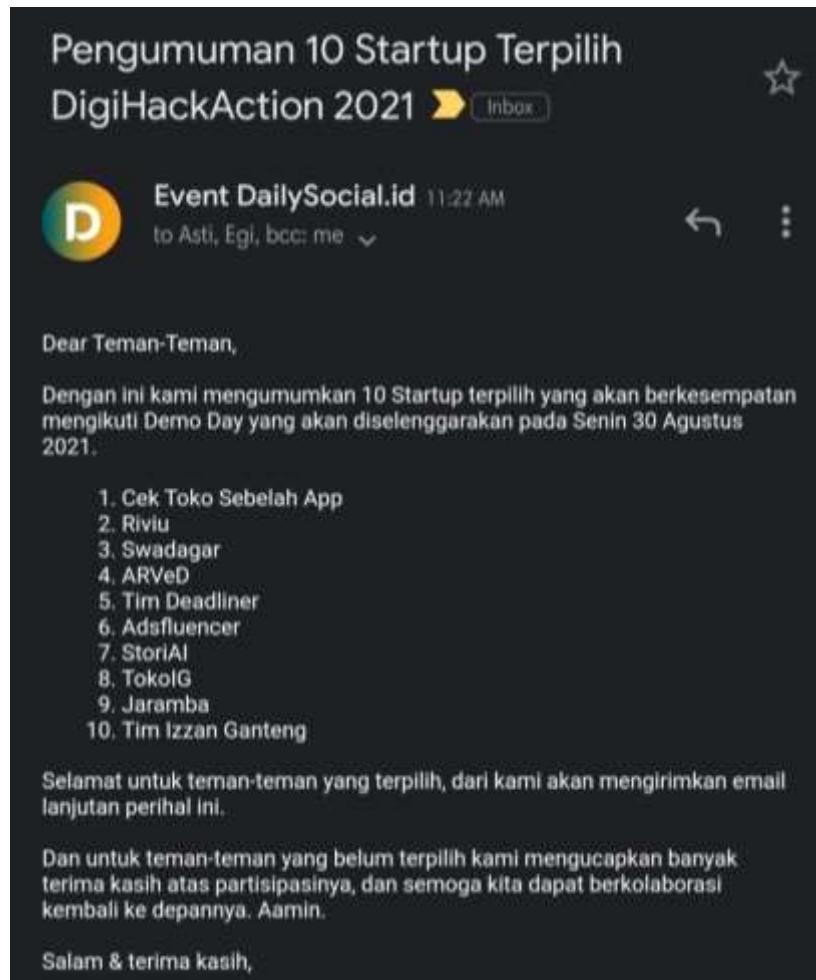 Pengumuman 10 Startup Terpilih
DigiHackAction 2021 Inbox
D
Event DailySocial.id 11:22 AM
to Asti, Egi, bcc: me
Dear Teman-Teman,
Dengan ini kami mengumumkan 10 Startup terpilih yang akan berkesempatan
mengikuti Demo Day yang akan diselenggarakan pada Senin 30 Agustus
2021.
1. Cek Toko Sebelah App
2. Riviu
3. Swadagar
4. ARVeD
5. Tim Deadliner
6. Adsfluencer
7. StoriAI
8. TokoIG
9. Jaramba
10. Tim Izzan Ganteng
Selamat untuk teman-teman yang terpilih, dari kami akan mengirimkan email
lanjutan perihal ini.
Dan untuk teman-teman yang belum terpilih kami mengucapkan banyak
terima kasih atas partisipasinya, dan semoga kita dapat berkolaborasi
kembali ke depannya. Aamin.
Salam & terima kasih,